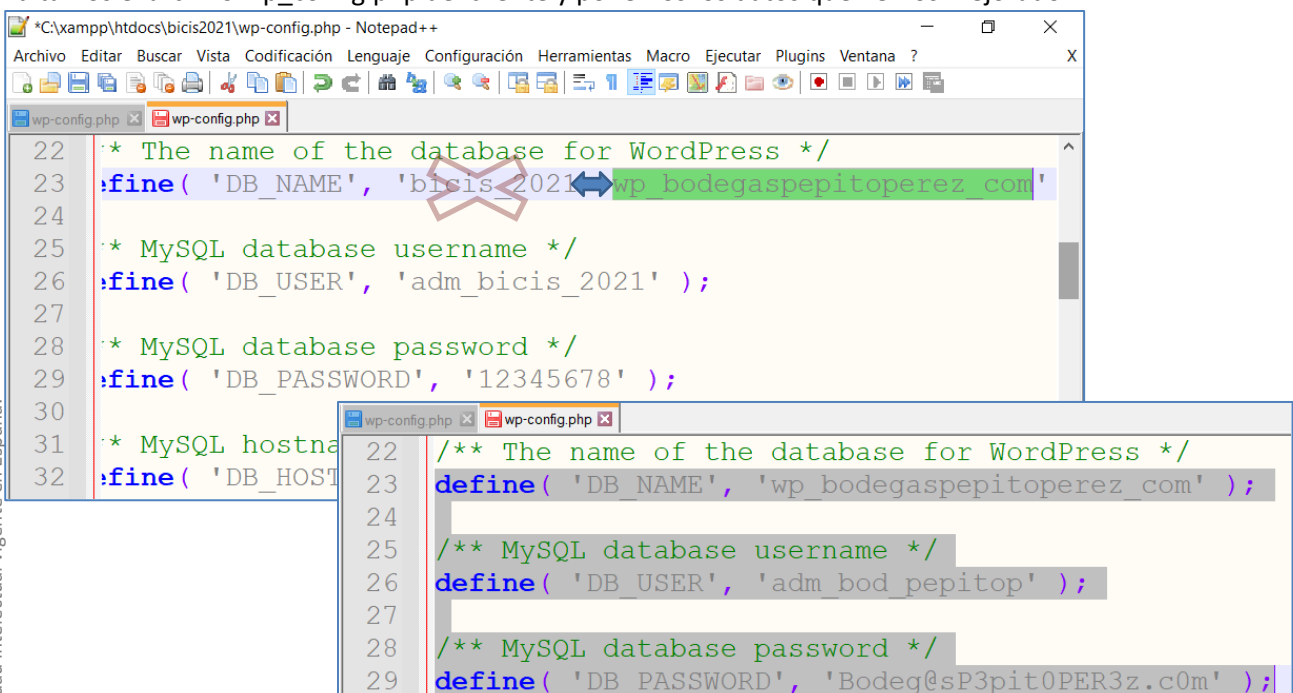 *C:\xampp\htdocs\bicis2021\wp-config.php - Notepad++
Archivo Editar Buscar Vista Codificación Lenguaje Configuración Herramientas Macro Ejecutar Plugins Ventana ? X
wp-config.php wp-config.php
22 * The name of the database for WordPress */
23 efine( 'DB_NAME', 'bicis_2021 wp_bodegaspepitoperez_com'
24
25 * MySQL database username */
26 efine( 'DB_USER', 'adm_bicis_2021' );
27
28 * MySQL database password */
29 efine( 'DB_PASSWORD', '12345678' );
30
31 * MySQL hostna
32 efine( 'DB_HOST
wp-config.php wp-config.php
22 /** The name of the database for WordPress */
23 define( 'DB_NAME', 'wp_bodegaspepitoperez_com' );
24
25 /** MySQL database username */
26 define( 'DB_USER', 'adm_bod_pepitop' );
27
28 /** MySQL database password */
29 define( 'DB_PASSWORD', 'Bodeg@sP3pit0PER3z.c0m' );